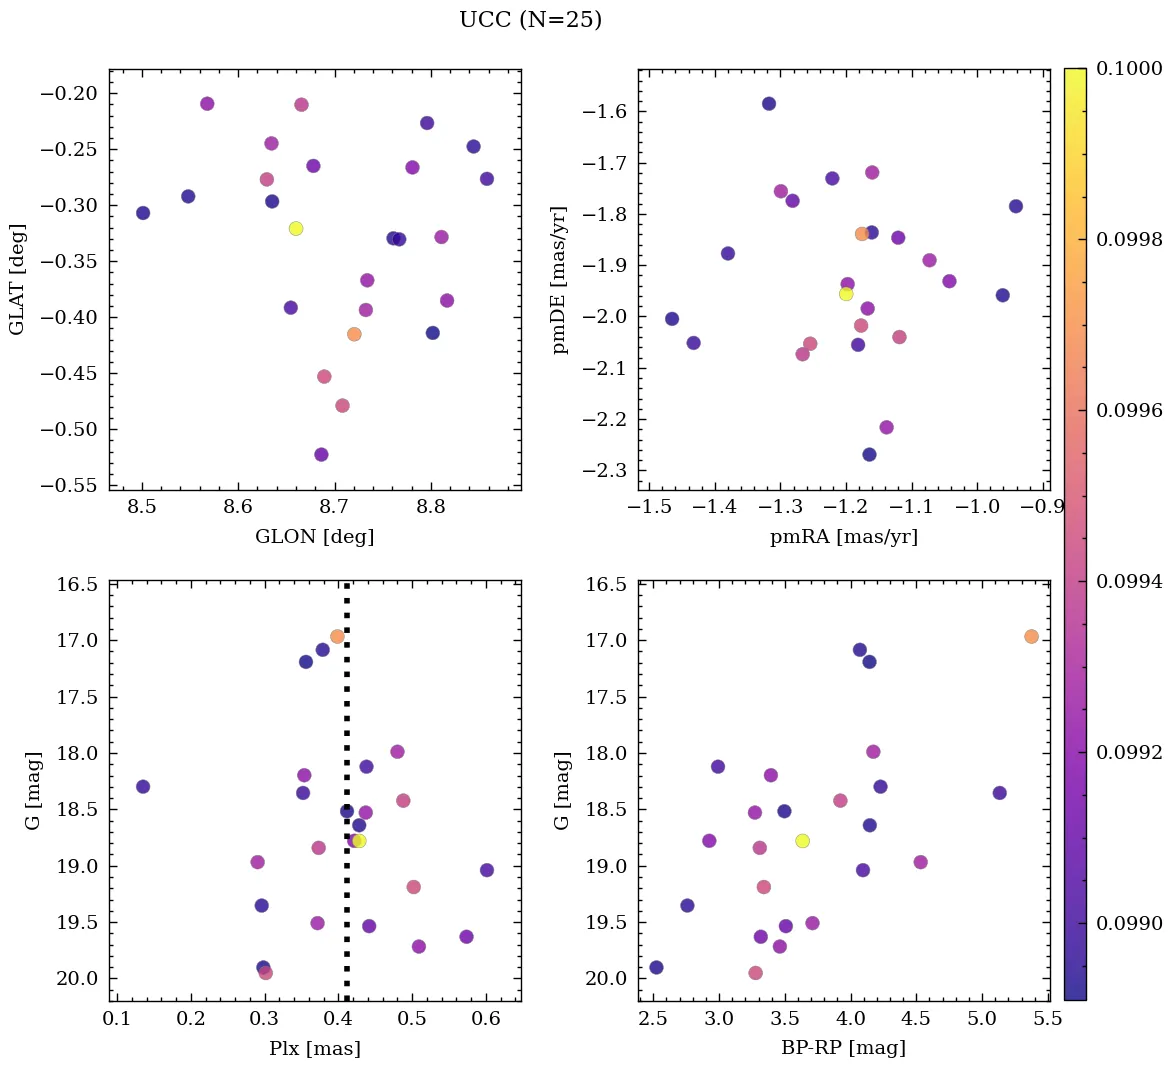 UCC (N=25)
−0.20
−0.25
−0.30
−0.35
−0.40
−0.45
−0.50
−0.55
GLAT [deg]
8.5 8.6 8.7 8.8
GLON [deg]
−1.6
−1.7
−1.8
−1.9
−2.0
−2.1
−2.2
−2.3
pmDE [mas/yr]
−1.5 −1.4 −1.3 −1.2 −1.1 −1.0 −0.9
pmRA [mas/yr]
16.5
17.0
17.5
18.0
18.5
19.0
19.5
20.0
G [mag]
0.1 0.2 0.3 0.4 0.5 0.6
Plx [mas]
16.5
17.0
17.5
18.0
18.5
19.0
19.5
20.0
G [mag]
2.5 3.0 3.5 4.0 4.5 5.0 5.5
BP-RP [mag]
0.1000
0.0998
0.0996
0.0994
0.0992
0.0990